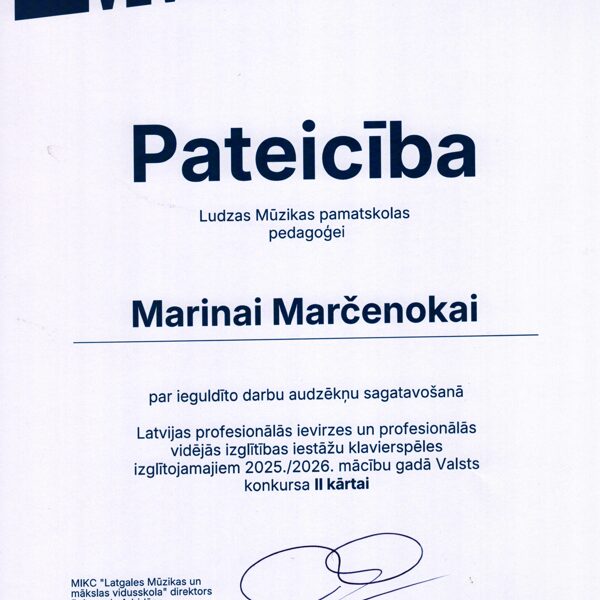 Pateicība
Ludzas Mūzikas pamatskolas
pedagoģei
Marinai Marčenokai
par ieguldīto darbu audzēkņu sagatavošanā
Latvijas profesionālās ievirzes un profesionālās
vidējās izglītības iestāžu klavierspēles
izglītojamajiem 2025./2026. mācību gadā Valsts
konkursa II kārtai
MIKC "Latgales Mūzikas un
mākslas vidusskola" direktors